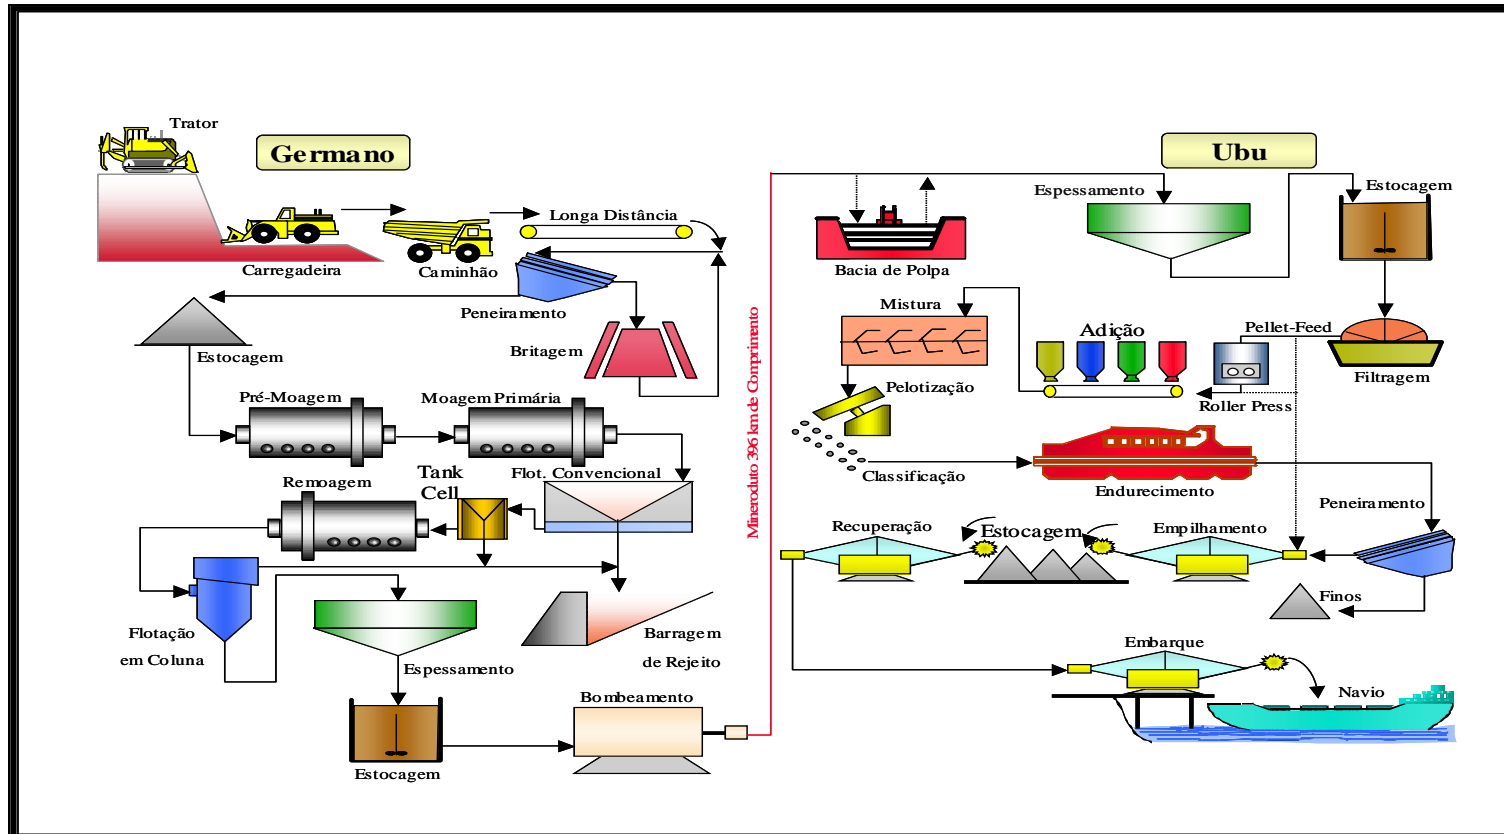 Trator
Germano
Longa Distância
Carregadeira
Caminhão
Peneiramento
Estocagem
Britagem
Pré-Moagem
Moagem Primária
Flot. Convencional
Tank
Cell
Remoagem
Flotação
em Coluna
Espessamento
Barragem
de Rejeito
Bombeamento
Estocagem
Mineroduto 396 km de Comprimento
Ubu
Espessamento
Estocagem
Bacia de Polpa
Mistura
Adição
Pellet-Feed
Filtragem
Roller Press
Pelotização
Classificação
Endurecimento
Peneiramento
Recuperação
Estocagem
Empilhamento
Finos
Embarque
Navio